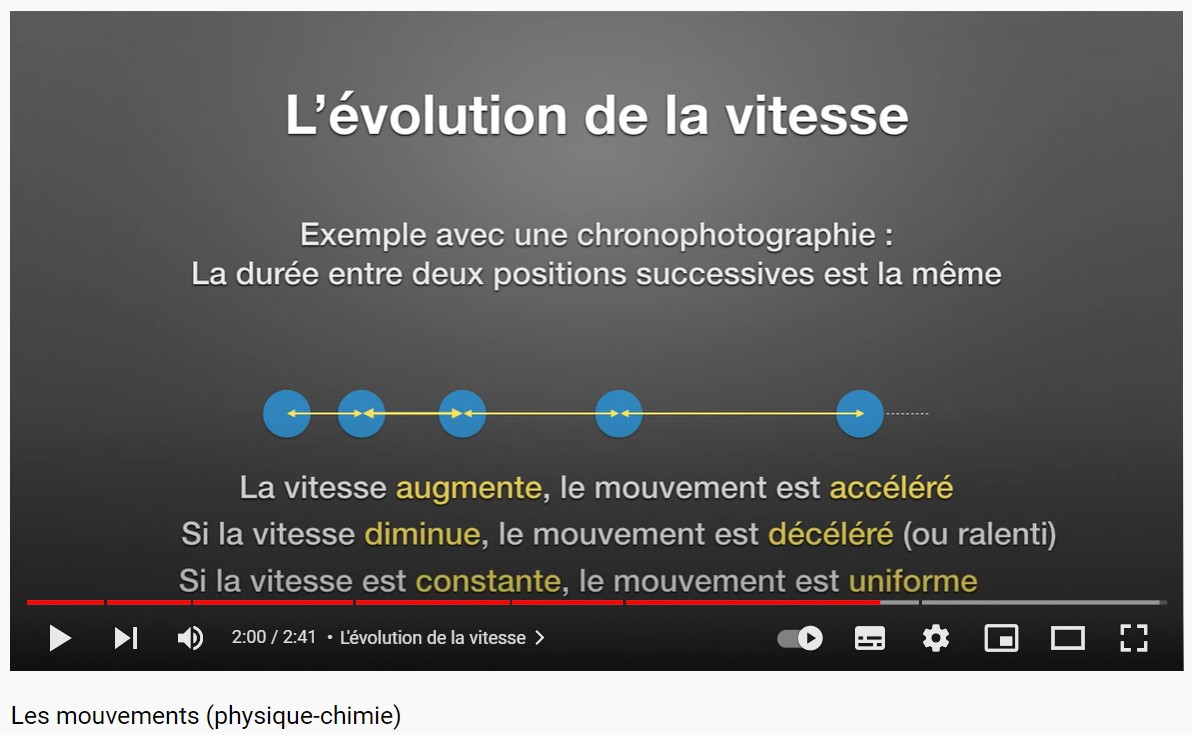 L’évolution de la vitesse
Exemple avec une chronophotographie :
La durée entre deux positions successives est la même
La vitesse augmente, le mouvement est accéléré
Si la vitesse diminue, le mouvement est décéléré (ou ralenti)
Si la vitesse est constante, le mouvement est uniforme
2:00 / 2:41 • L'évolution de la vitesse
Les mouvements (physique-chimie)